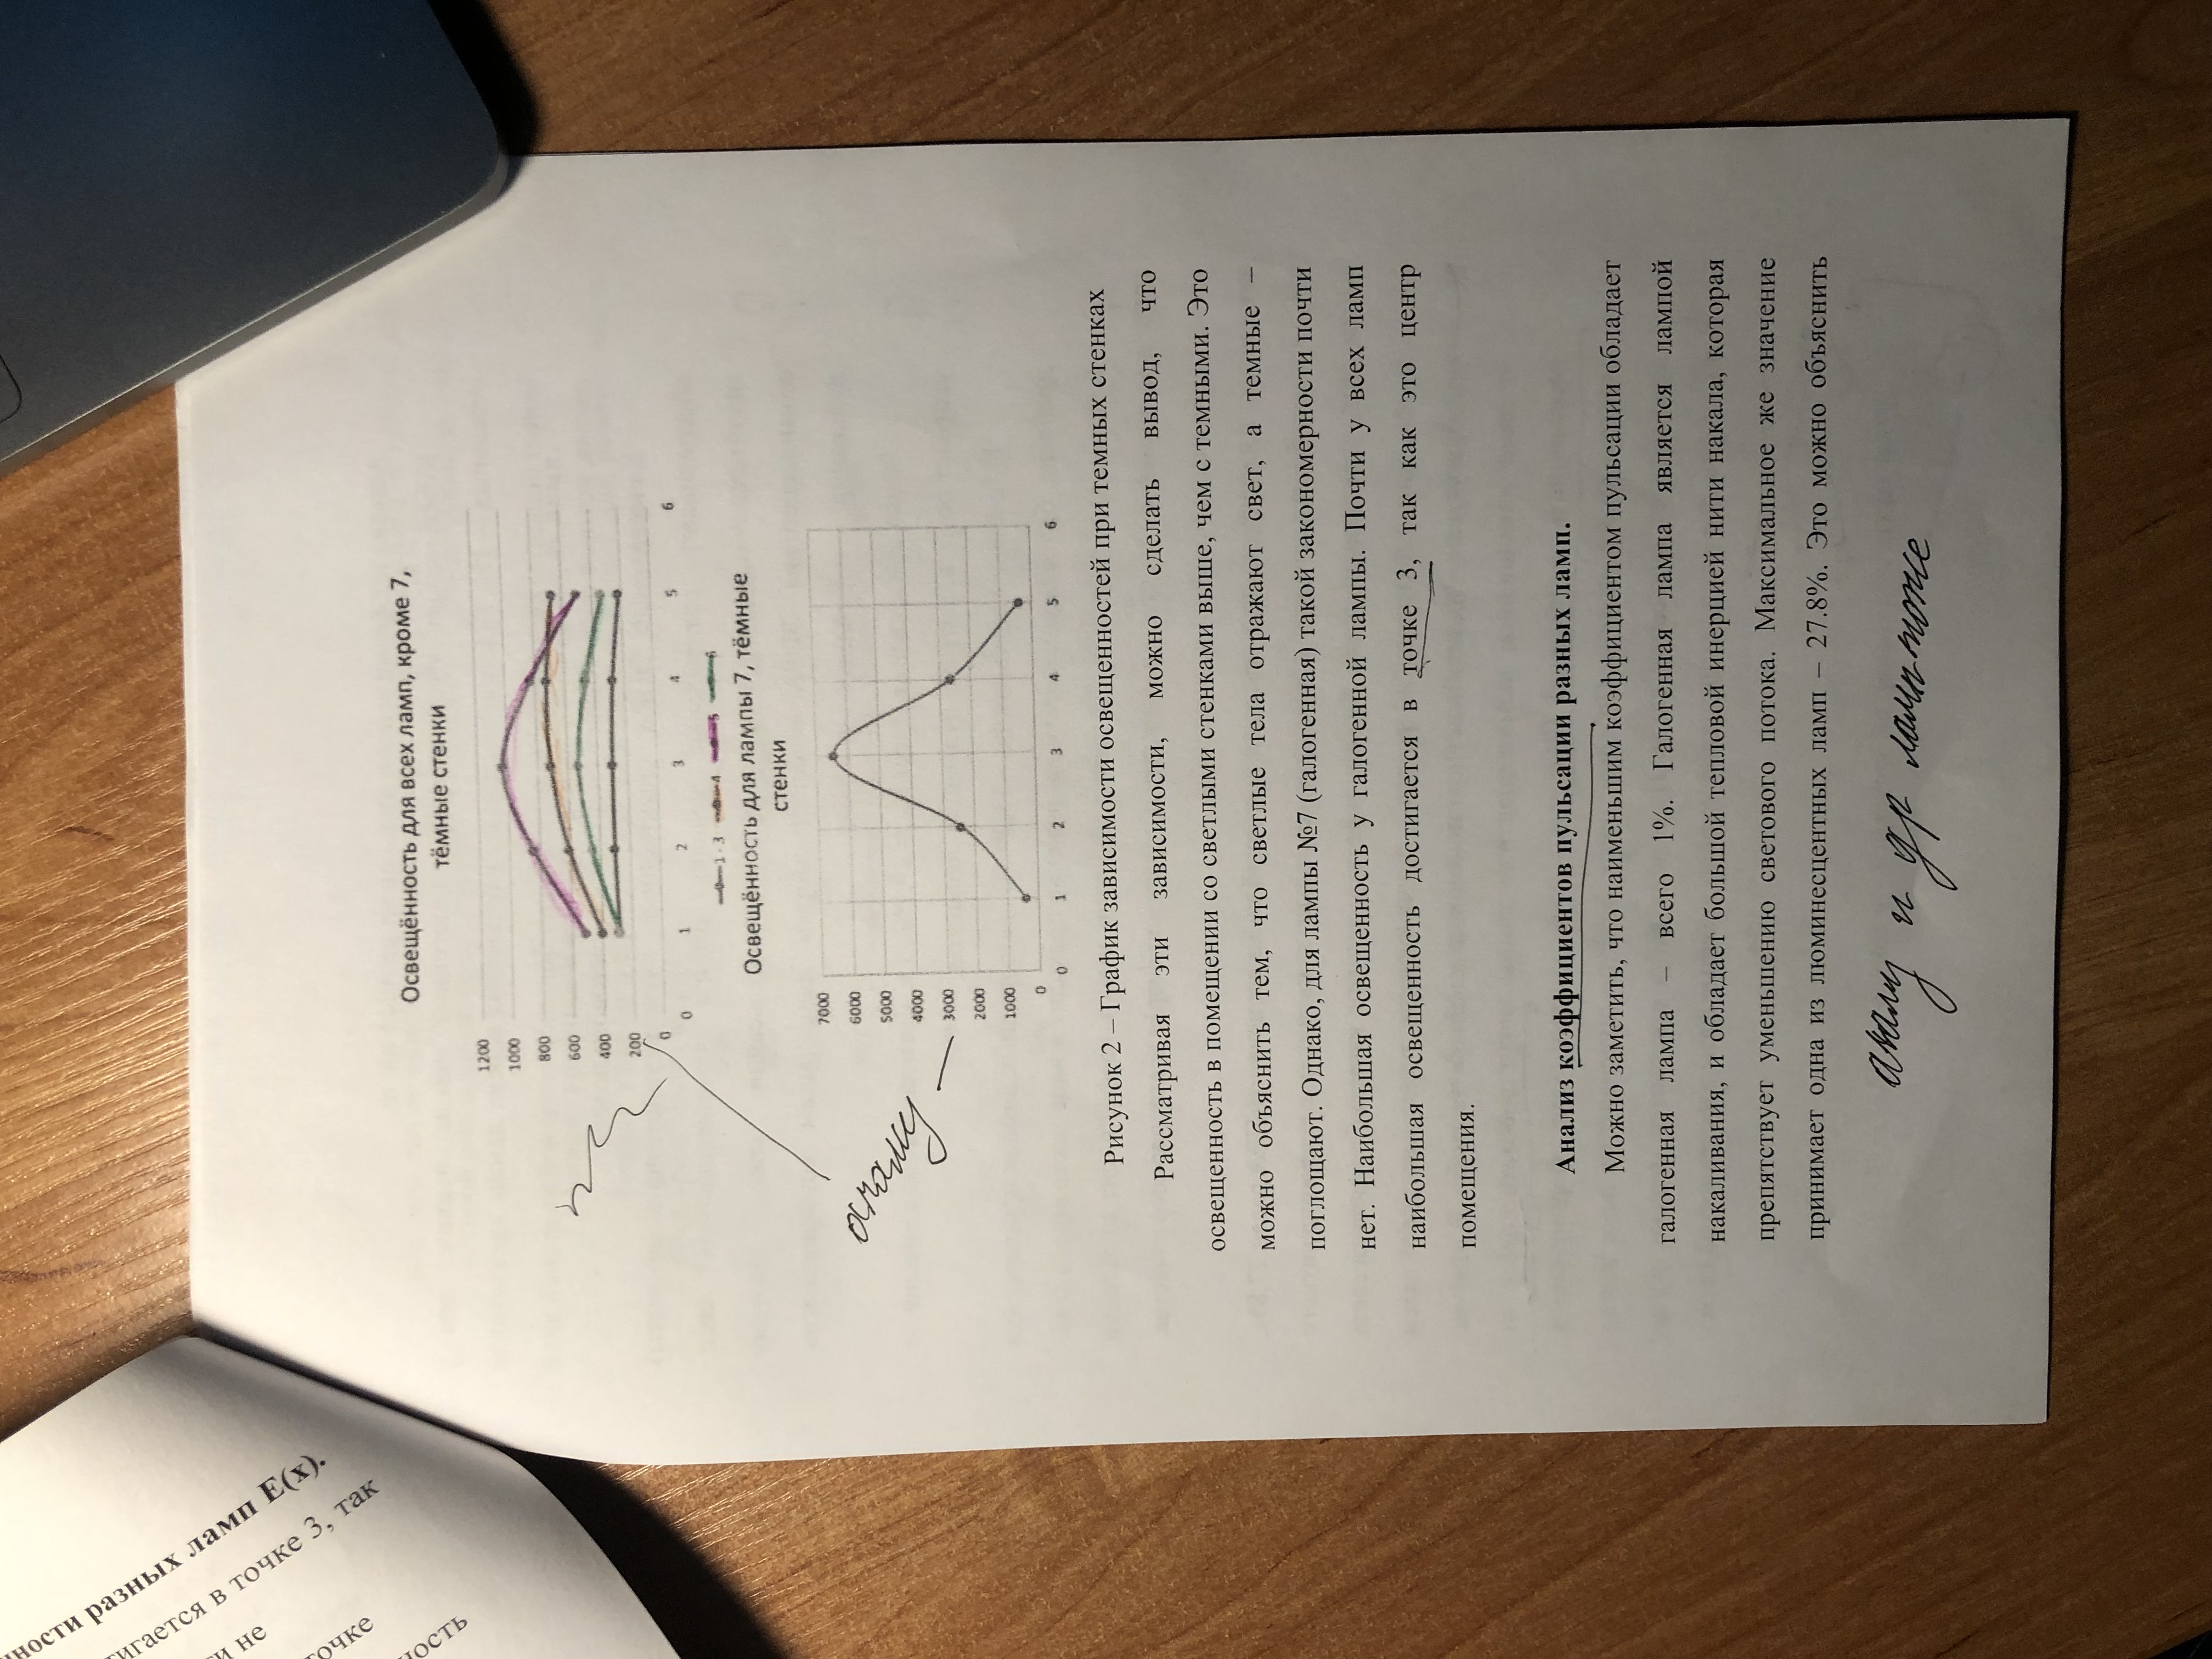 ности разных ламп E(x).
тигается в точке 3, так
и не
точке
ность
Освещённость для всех ламп, кроме 7,
тёмные стенки
1200
1000
800
600
400
200
0
0 1 2 3 4 5 6
1-3 4 5 6
Освещённость для лампы 7, тёмные
стенки
анализ
7000
6000
5000
4000
3000
2000
1000
0
0 1 2 3 4 5 6
Рисунок 2 – График зависимости освещенностей при темных стенках
Рассматривая эти зависимости, можно сделать вывод, что
освещенность в помещении со светлыми стенками выше, чем с темными. Это
можно объяснить тем, что светлые тела отражают свет, а темные –
поглощают. Однако, для лампы №7 (галогенная) такой закономерности почти
нет. Наибольшая освещенность у галогенной лампы. Почти у всех ламп
наибольшая освещенность достигается в точке 3, так как это центр
помещения.
Анализ коэффициентов пульсации разных ламп.
Можно заметить, что наименьшим коэффициентом пульсации обладает
галогенная лампа – всего 1%. Галогенная лампа является лампой
накаливания, и обладает большой тепловой инерцией нити накала, которая
препятствует уменьшению светового потока. Максимальное же значение
принимает одна из люминесцентных ламп – 27.8%. Это можно объяснить
анализ и др ламп тоже